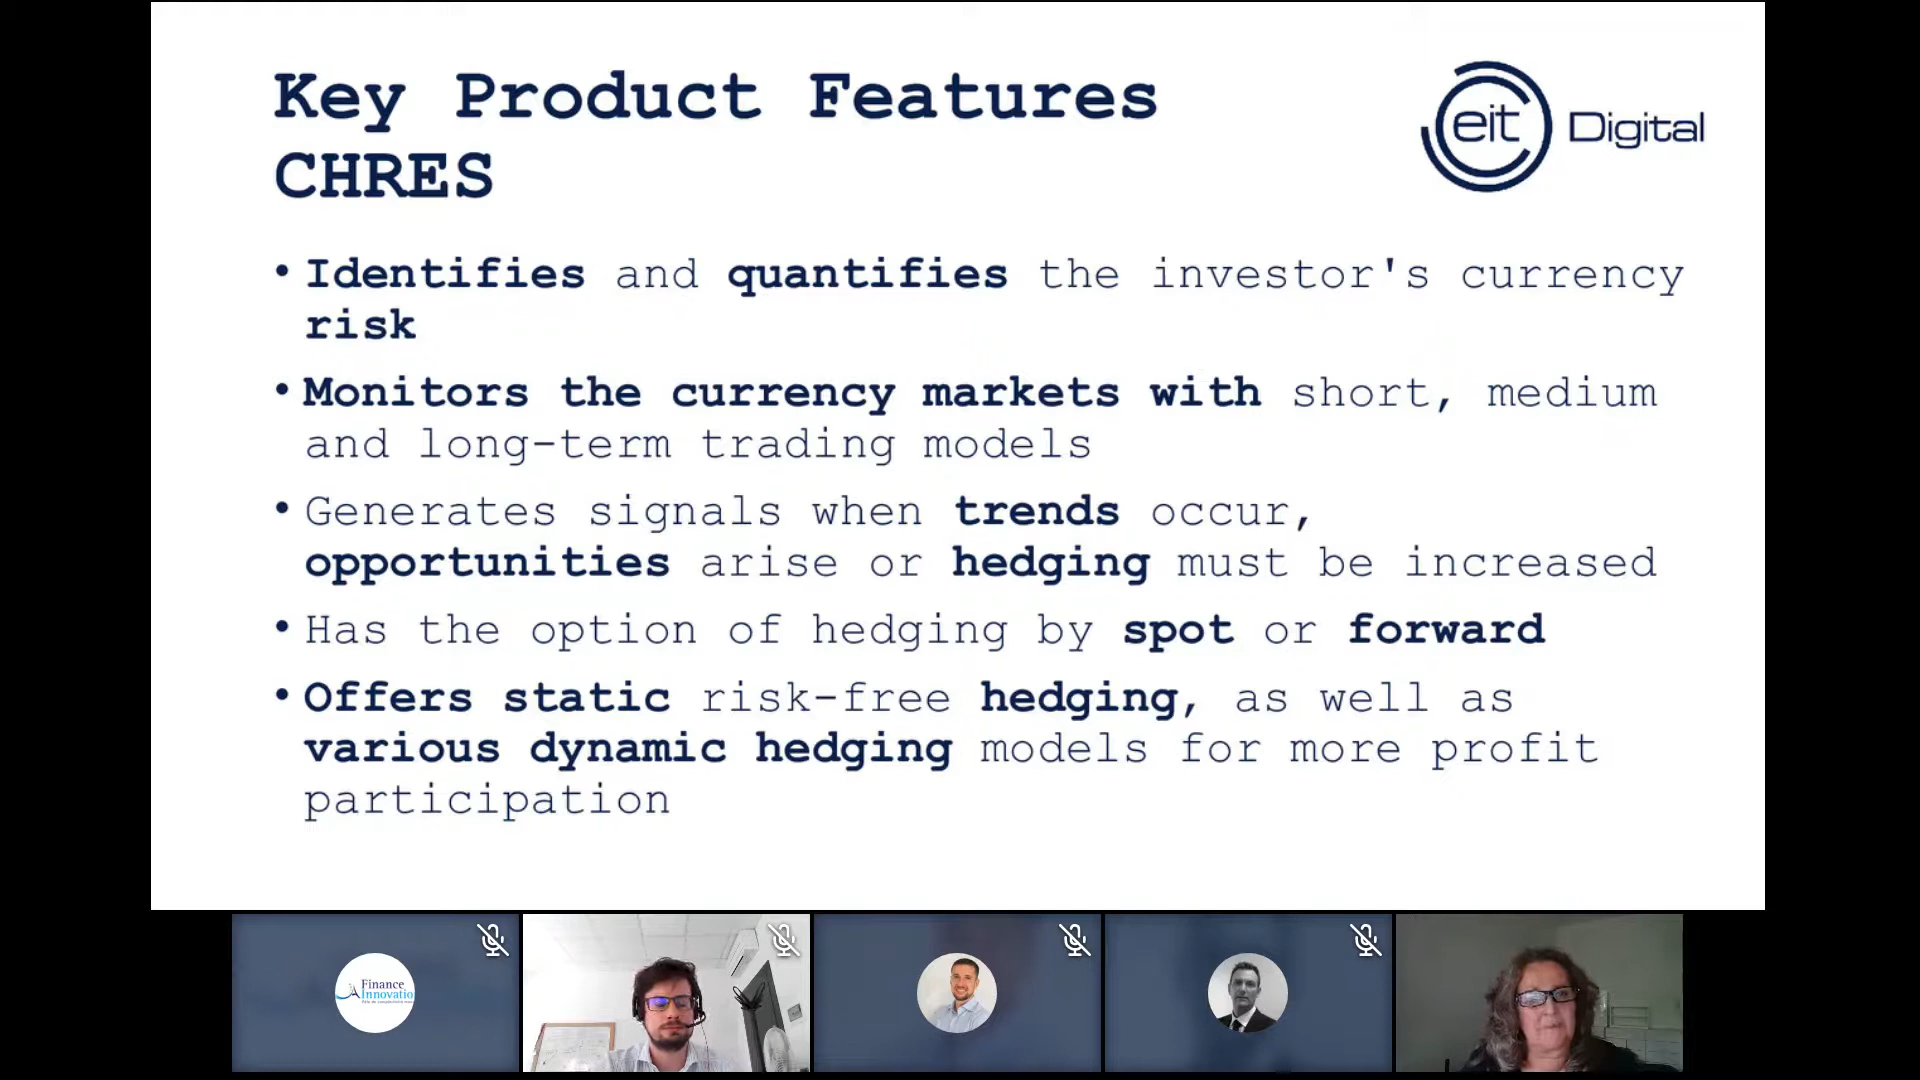 Key Product Features
CHRES
eit Digital
• Identifies and quantifies the investor's currency
risk
• Monitors the currency markets with short, medium
and long-term trading models
• Generates signals when trends occur,
opportunities arise or hedging must be increased
• Has the option of hedging by spot or forward
• Offers static risk-free hedging, as well as
various dynamic hedging models for more profit
participation
Finance
Innovatio